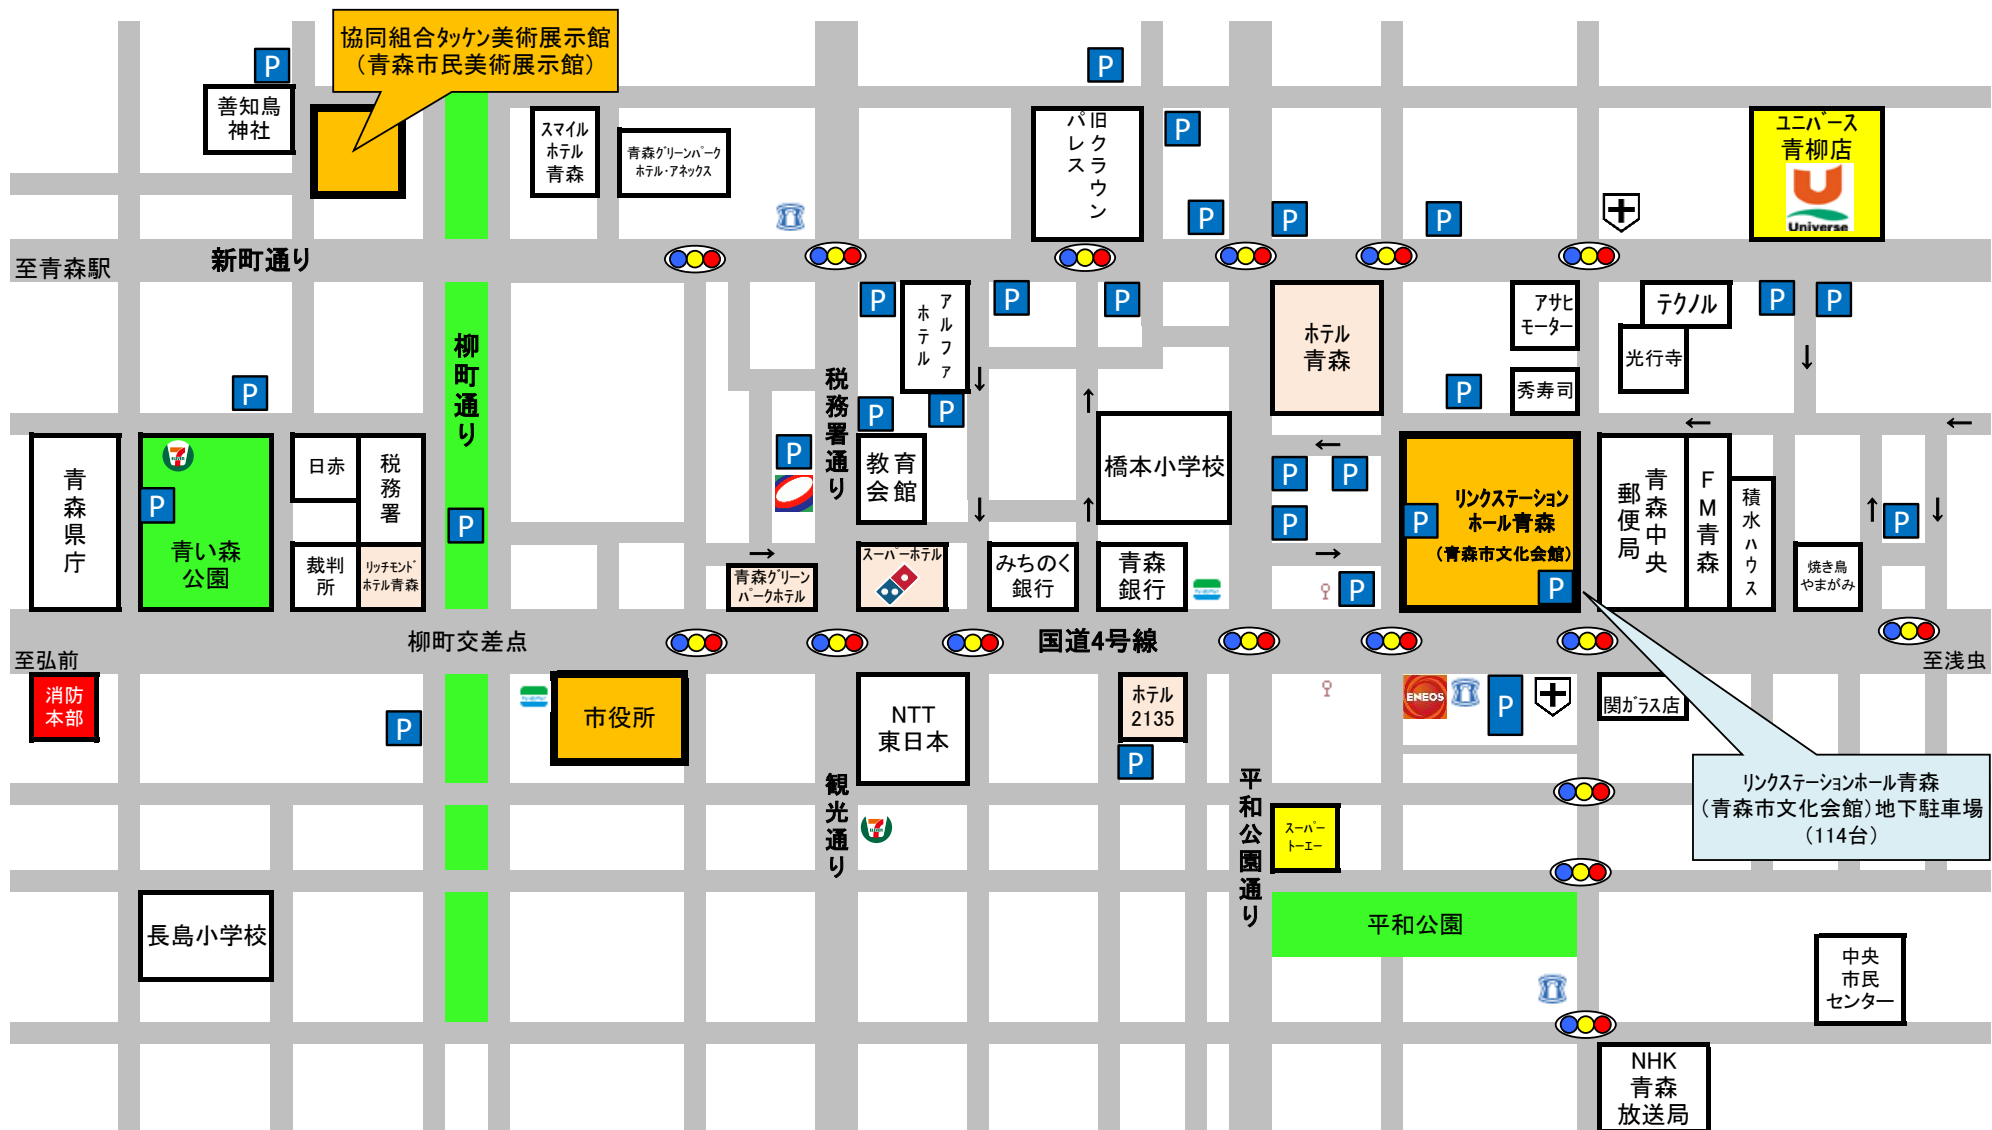 協同組合タッケン美術展示館
（青森市民美術展示館）
P
P
善知鳥
神社
スマイル
ホテル
青森
青森グリーンパーク
ホテル・アネックス
旧クラウン
パレス
P
ユニバース
青柳店
Universe
P
P
P
新町通り
至青森駅
P
アルファ
ホテル
P
P
ホテル
青森
アサヒ
モーター
テクノル
P
P
光行寺
柳町通り
P
税務署通り
P
P
P
秀寿司
青森県庁
7
ELEVEN
P
青い森
公園
日赤
税務署
裁判
所
リッチモンド
ホテル青森
P
P
教育
会館
橋本小学校
P
P
P
P
リンクステーション
ホール青森
（青森市文化会館）
P
青森中央
郵便局
FM青森
積水ハウス
P
焼き鳥
やまがみ
青森グリーン
パークホテル
スーパーホテル
みちのく
銀行
青森
銀行
P
柳町交差点
国道4号線
至弘前
至浅虫
消防
本部
P
市役所
NTT
東日本
ホテル
2135
P
ENEOS
P
関ガラス店
リンクステーションホール青森
（青森市文化会館）地下駐車場
（114台）
観光通り
7
ELEVEN
平和公園通り
スーパー
トーエー
長島小学校
平和公園
中央
市民
センター
NHK
青森
放送局